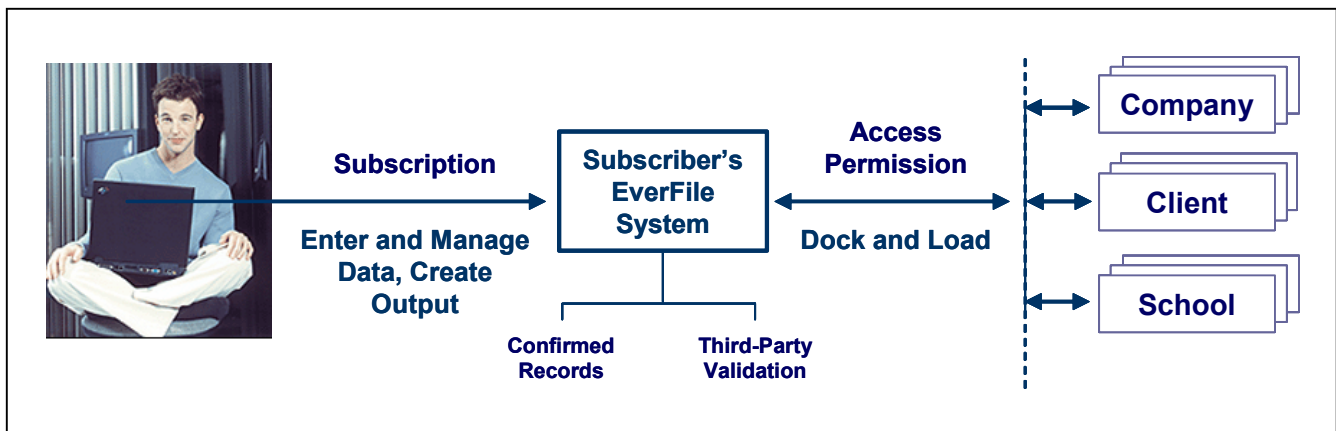 Subscription
Enter and Manage
Data, Create
Output
Subscriber's
EverFile
System
Confirmed
Records
Third-Party
Validation
Access
Permission
Dock and Load
Company
Client
School